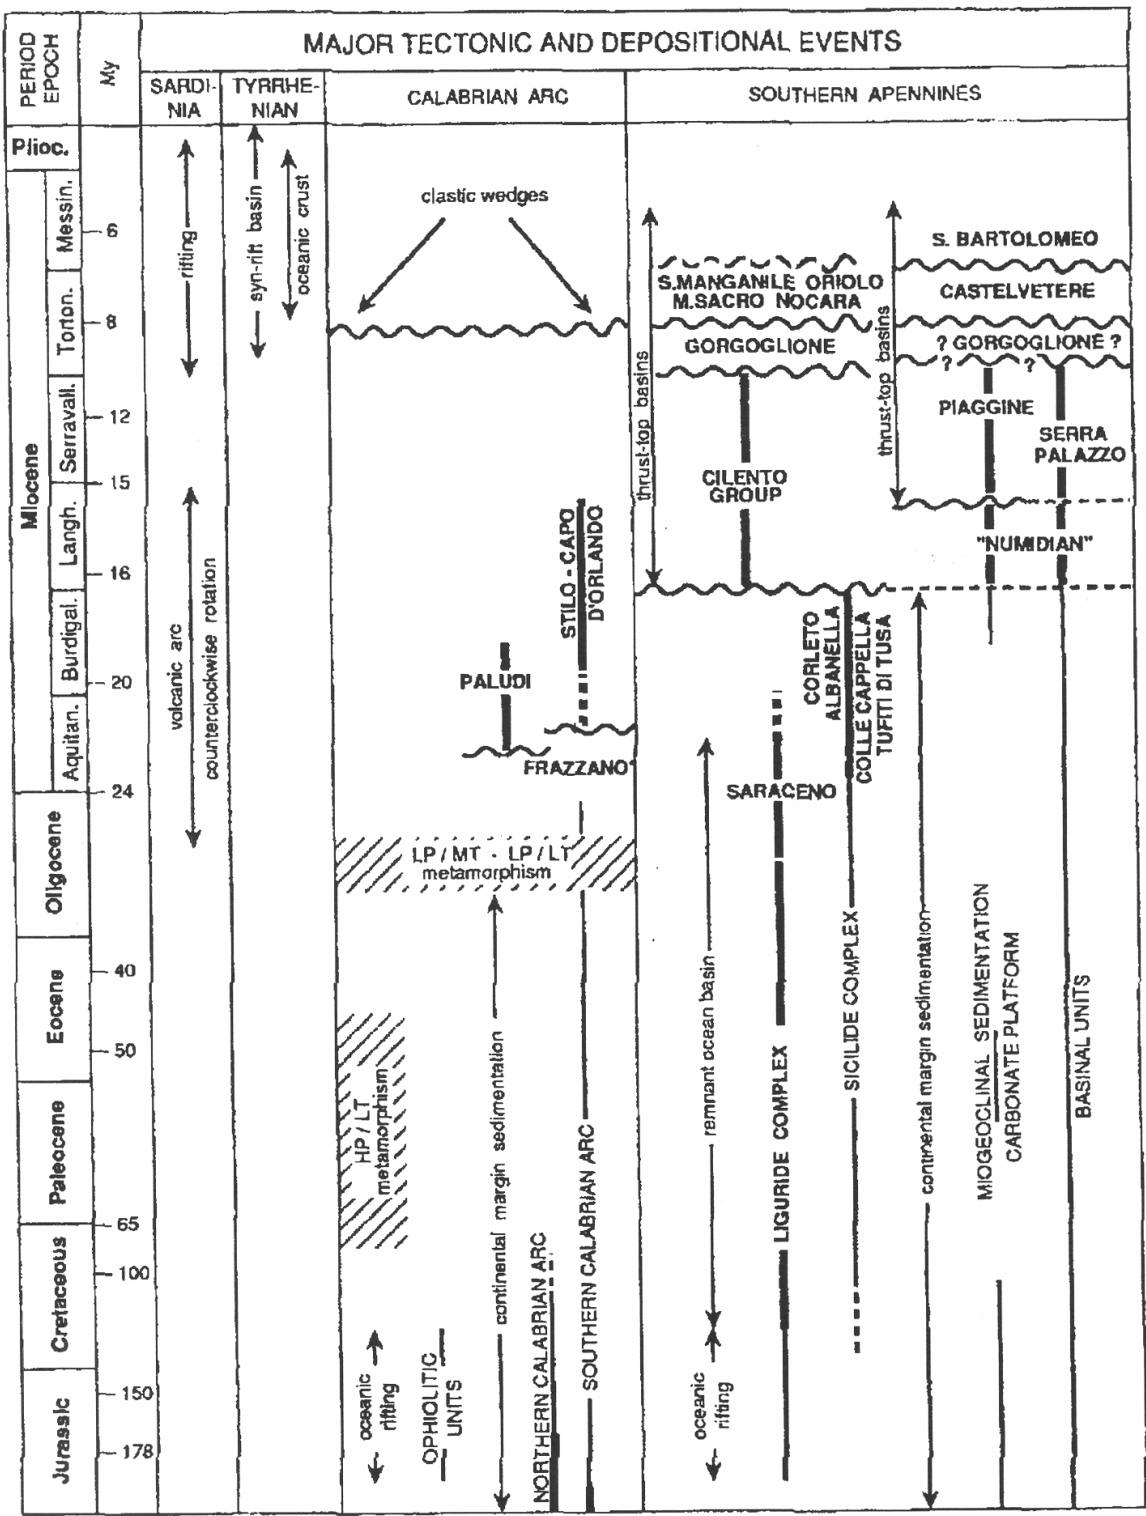 MAJOR TECTONIC AND DEPOSITIONAL EVENTS
PERIOD
EPOCH
My
SARDI-
NIA
TYRRHE-
NIAN
CALABRIAN ARC
SOUTHERN APENNINES
Plioc.
Miocene
Messin.
Torton.
Serravall.
Langh.
Burdigal.
Aquitan.
Oligocene
Eocene
Paleocene
Cretaceous
Jurassic
6
8
12
15
16
20
24
40
50
65
100
150
178
rifting
volcanic arc
counterclockwise rotation
syn-rift basin
oceanic crust
clastic wedges
STILO - CAPO
D'ORLANDO
PALUDI
FRAZZANO'
LP / MT - LP / LT
metamorphism
HP / LT
metamorphism
continental margin sedimentation
oceanic
rifting
OPHIOLITIC
UNITS
NORTHERN CALABRIAN ARC
SOUTHERN CALABRIAN ARC
thrust-top basins
S.MANGANILE ORIOLO
M.SACRO NOCARA
GORGOGLIONE
CILENTO
GROUP
CORLETO
ALBANELLA
COLLE CAPPELLA
TUFITI DI TUSA
SARACENO
remnant ocean basin
oceanic
rifting
LIGURIDE COMPLEX
SICILIDE COMPLEX
thrust-top basins
S. BARTOLOMEO
CASTELVETERE
? GORGOGLIONE ?
? ?
PIAGGINE
SERRA
PALAZZO
"NUMIDIAN"
continental margin sedimentation
MIOGEOCLINAL SEDIMENTATION
CARBONATE PLATFORM
BASINAL UNITS